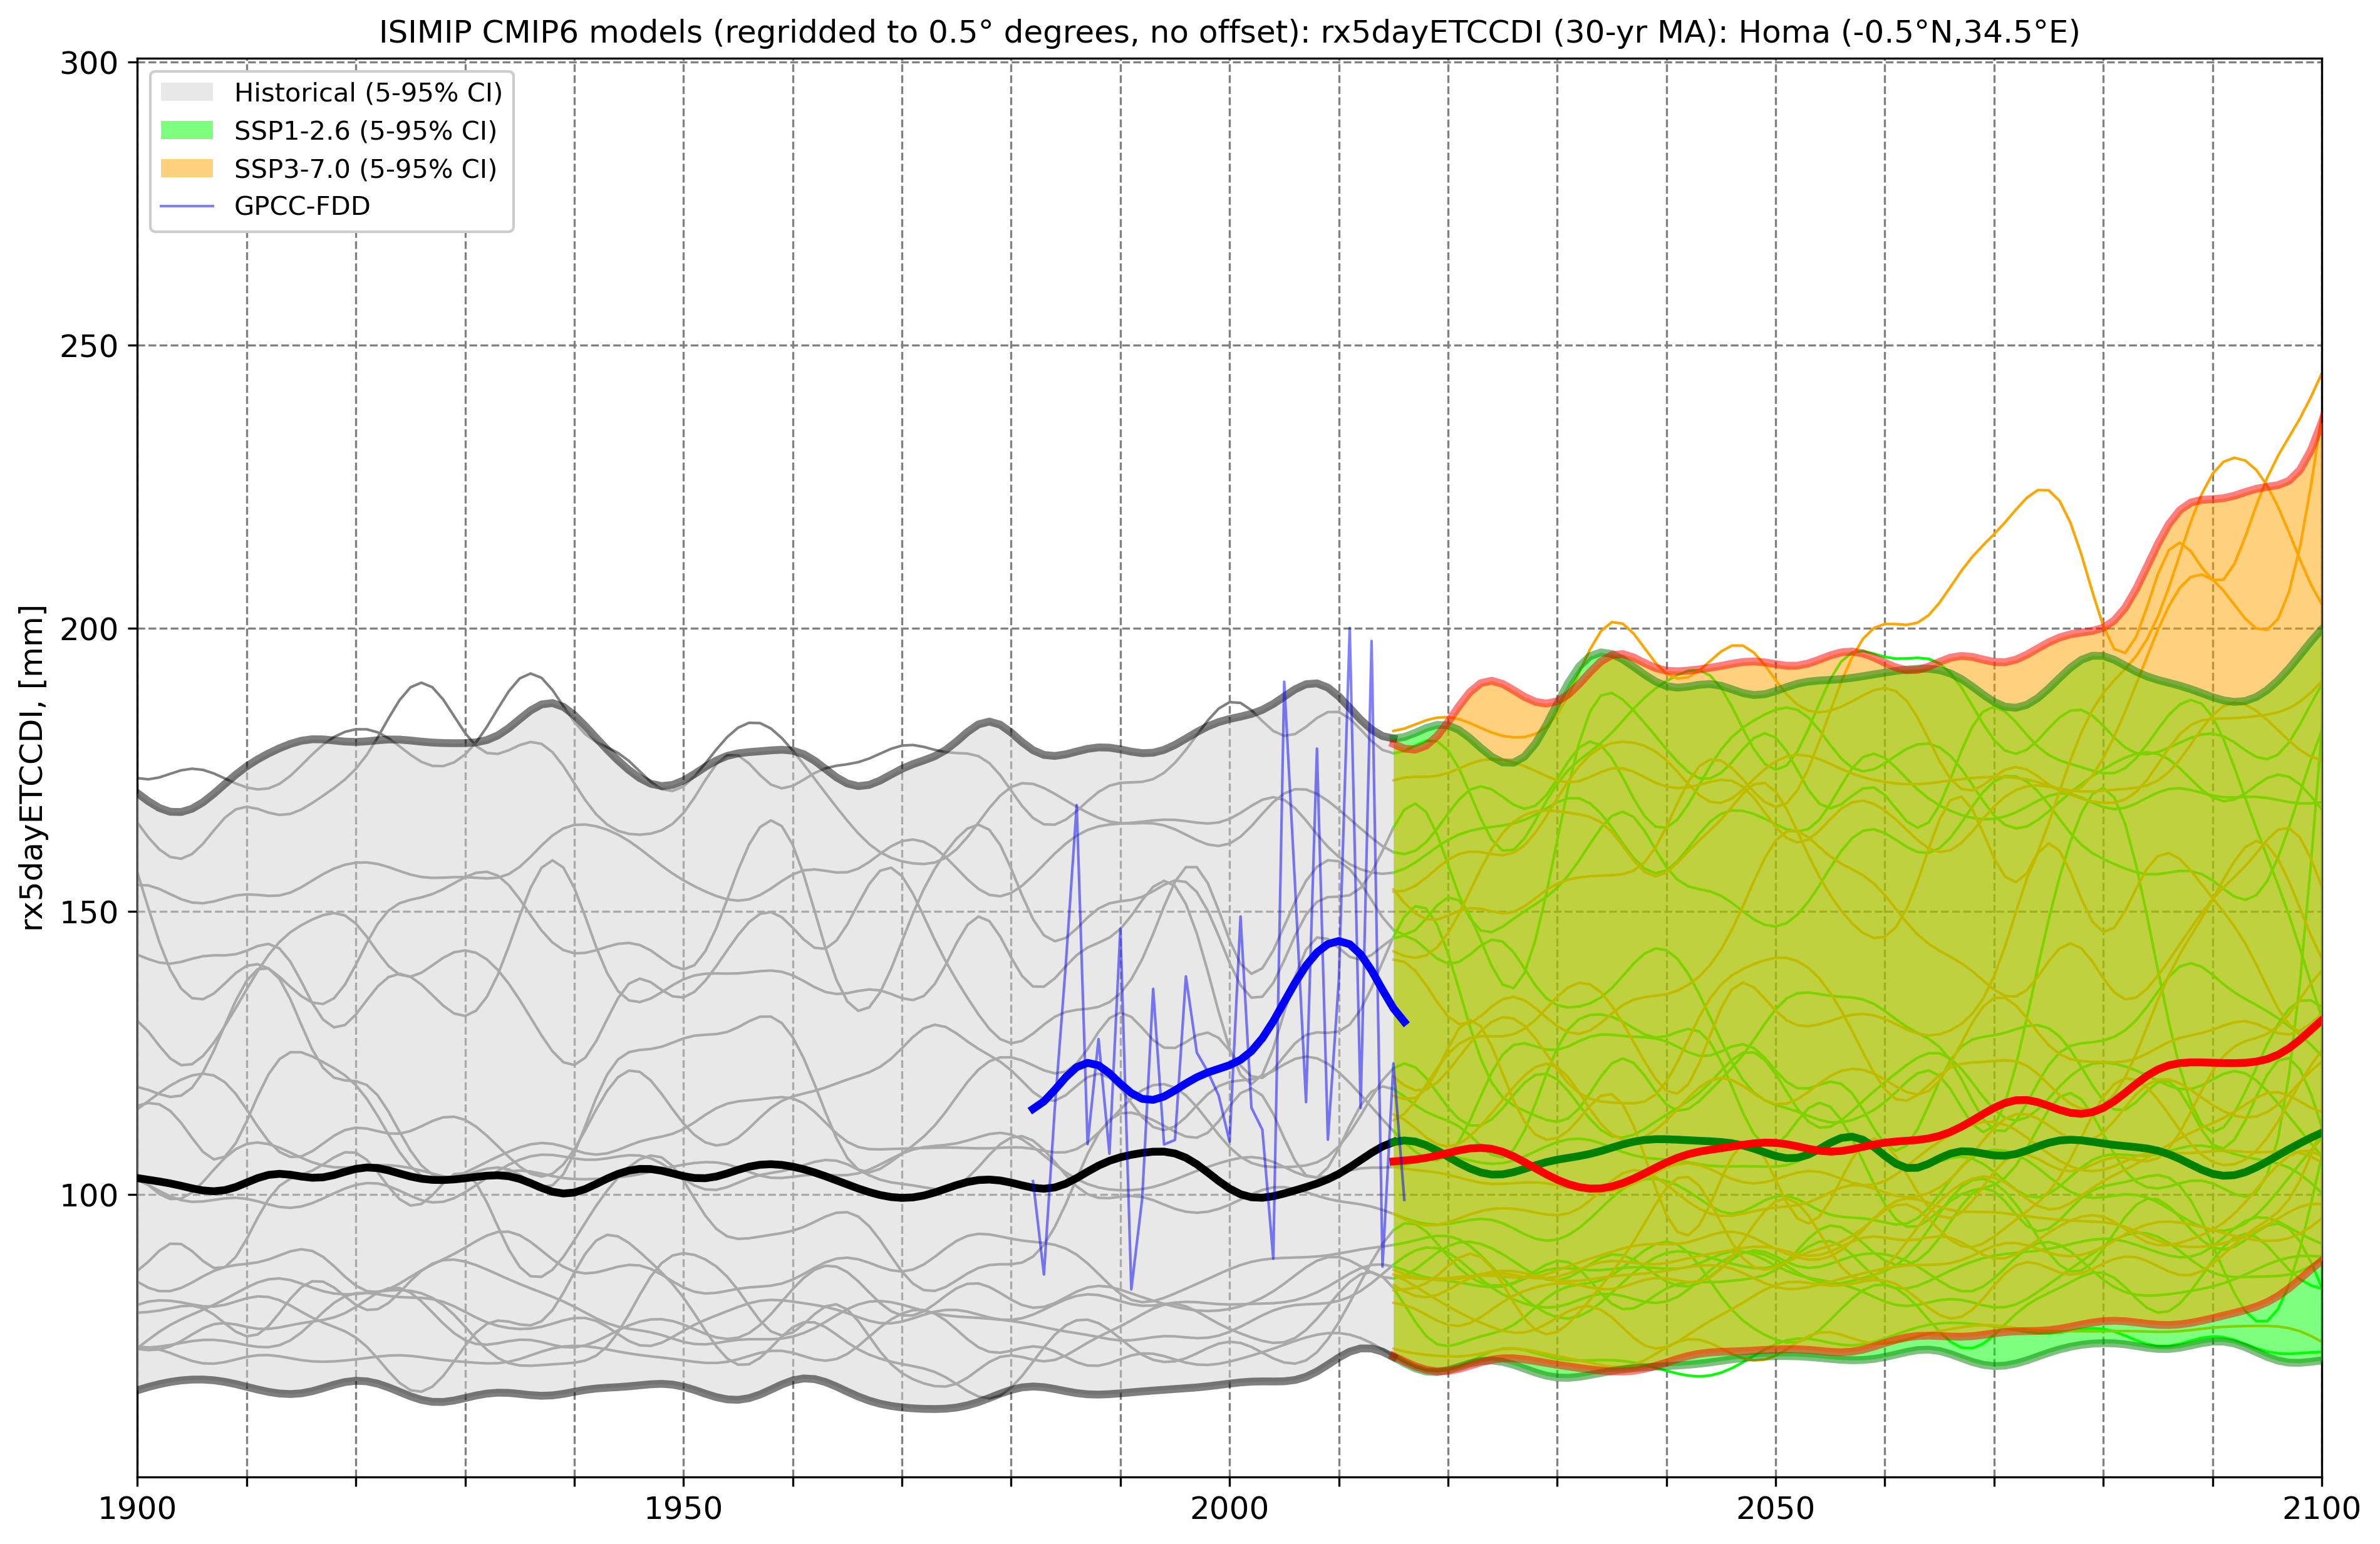 ISIMIP CMIP6 models (regridded to 0.5° degrees, no offset): rx5dayETCCDI (30-yr MA): Homa (-0.5°N,34.5°E)
Historical (5-95% CI)
SSP1-2.6 (5-95% CI)
SSP3-7.0 (5-95% CI)
GPCC-FDD
rx5dayETCCDI, [mm]
300
250
200
150
100
1900
1950
2000
2050
2100